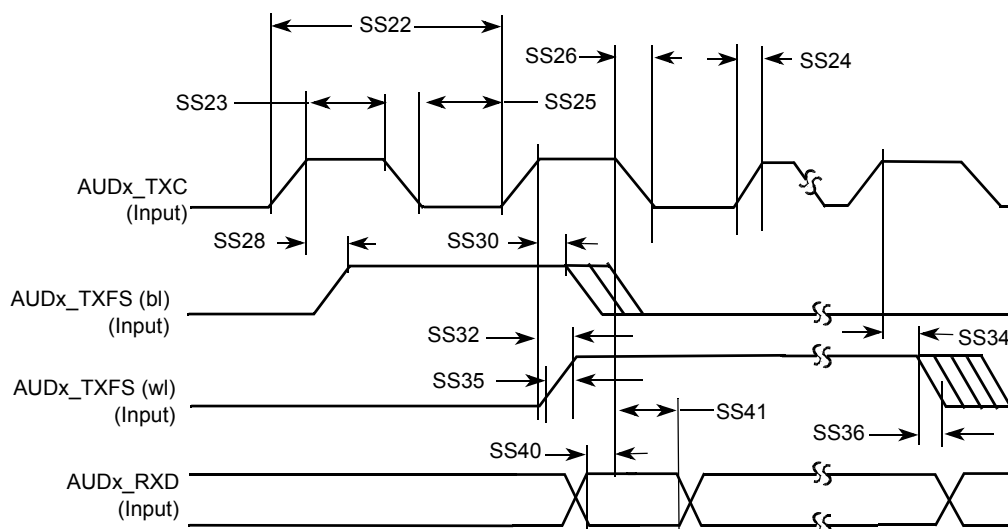 SS22
SS26
SS24
SS23
SS25
AUDx_TXC
(Input)
SS28
SS30
AUDx_TXFS (bl)
(Input)
SS32
SS34
AUDx_TXFS (wl)
(Input)
SS35
SS41
SS36
SS40
AUDx_RXD
(Input)